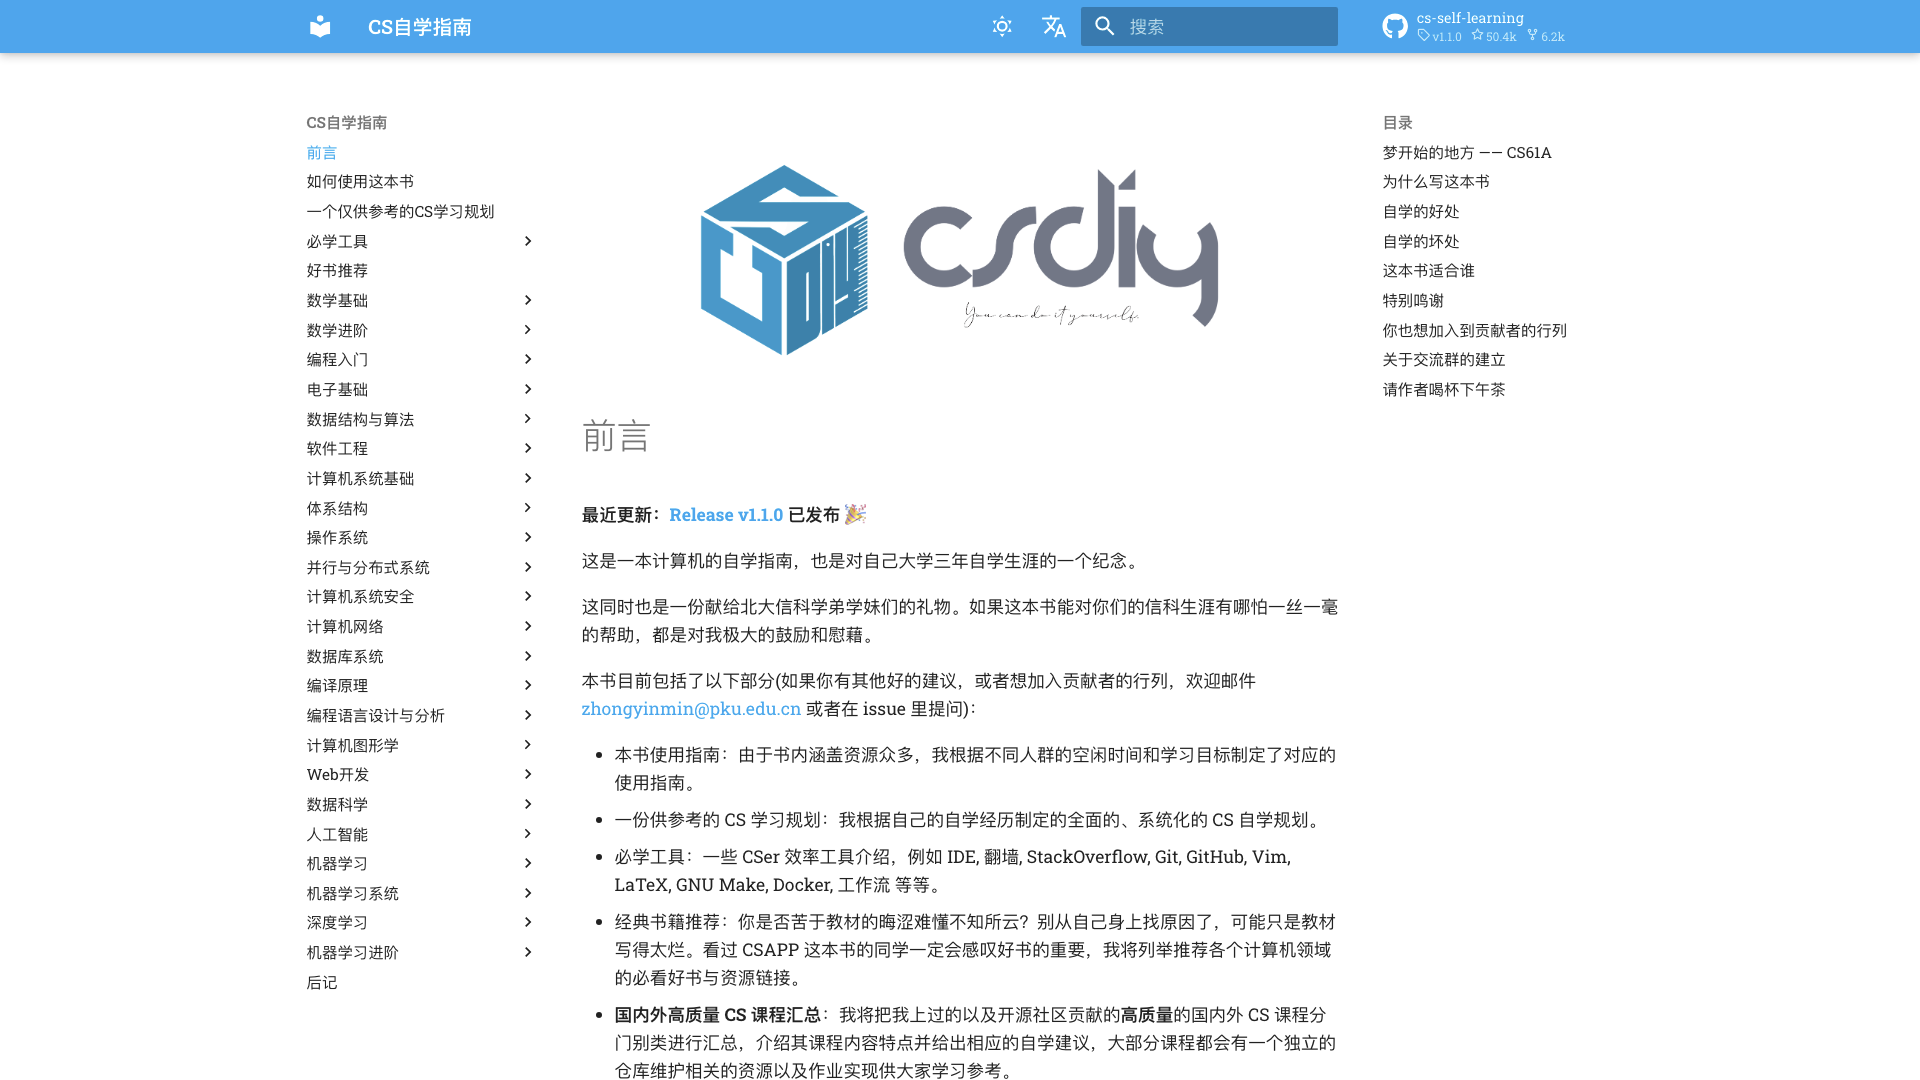 CS自学指南
搜索
cs-self-learning
v1.1.0 50.4k 6.2k
CS自学指南
前言
如何使用这本书
一个仅供参考的CS学习规划
必学工具
好书推荐
数学基础
数学进阶
编程入门
电子基础
数据结构与算法
软件工程
计算机系统基础
体系结构
操作系统
并行与分布式系统
计算机系统安全
计算机网络
数据库系统
编译原理
编程语言设计与分析
计算机图形学
Web开发
数据科学
人工智能
机器学习
机器学习系统
深度学习
机器学习进阶
后记
csdiy
You can do it yourself.
前言
最近更新：Release v1.1.0 已发布 🎉
这是一本计算机的自学指南，也是对自己大学三年自学生涯的一个纪念。
这同时也是一份献给北大信科学弟学妹们的礼物。如果这本书能对你们的信科生涯有哪怕一丝一毫
的帮助，都是对我极大的鼓励和慰藉。
本书目前包括了以下部分(如果你有其他好的建议，或者想加入贡献者的行列，欢迎邮件
zhongyinmin@pku.edu.cn 或者在 issue 里提问)：
• 本书使用指南：由于书内涵盖资源众多，我根据不同人群的空闲时间和学习目标制定了对应的
使用指南。
• 一份供参考的 CS 学习规划：我根据自己的自学经历制定的全面的、系统化的 CS 自学规划。
• 必学工具：一些 CSer 效率工具介绍，例如 IDE, 翻墙, StackOverflow, Git, GitHub, Vim,
LaTeX, GNU Make, Docker, 工作流 等等。
• 经典书籍推荐：你是否苦于教材的晦涩难懂不知所云？别从自己身上找原因了，可能只是教材
写得太烂。看过 CSAPP 这本书的同学一定会感叹好书的重要，我将列举推荐各个计算机领域
的必看好书与资源链接。
• 国内外高质量 CS 课程汇总：我将把我上过的以及开源社区贡献的高质量的国内外 CS 课程分
门别类进行汇总，介绍其课程内容特点并给出相应的自学建议，大部分课程都会有一个独立的
仓库维护相关的资源以及作业实现供大家学习参考。
目录
梦开始的地方 —— CS61A
为什么写这本书
自学的好处
自学的坏处
这本书适合谁
特别鸣谢
你也想加入到贡献者的行列
关于交流群的建立
请作者喝杯下午茶